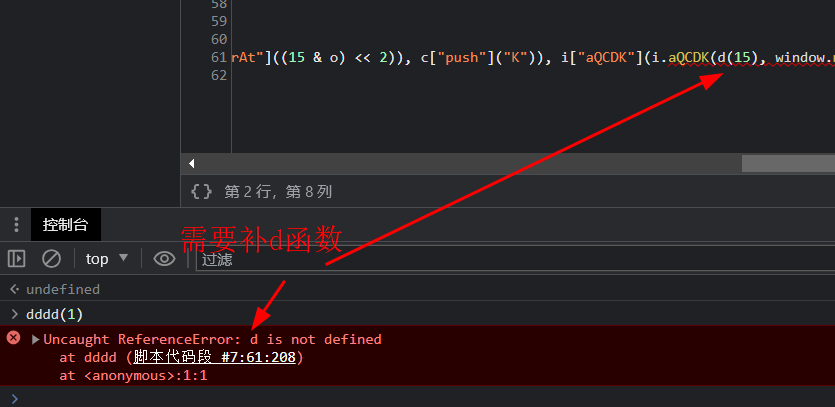 58
59
60
61 rAt"]((15 & o) << 2)), c["push"]("K")), i["aQCDK"](i.aQCDK(d(15), window.
62
{ } 第 2 行，第 8 列
控制台
需要补d函数
top ▼ 过滤
undefined
dddd(1)
Uncaught ReferenceError: d is not defined
at dddd (脚本代码段 #7:61:208)
at <anonymous>:1:1